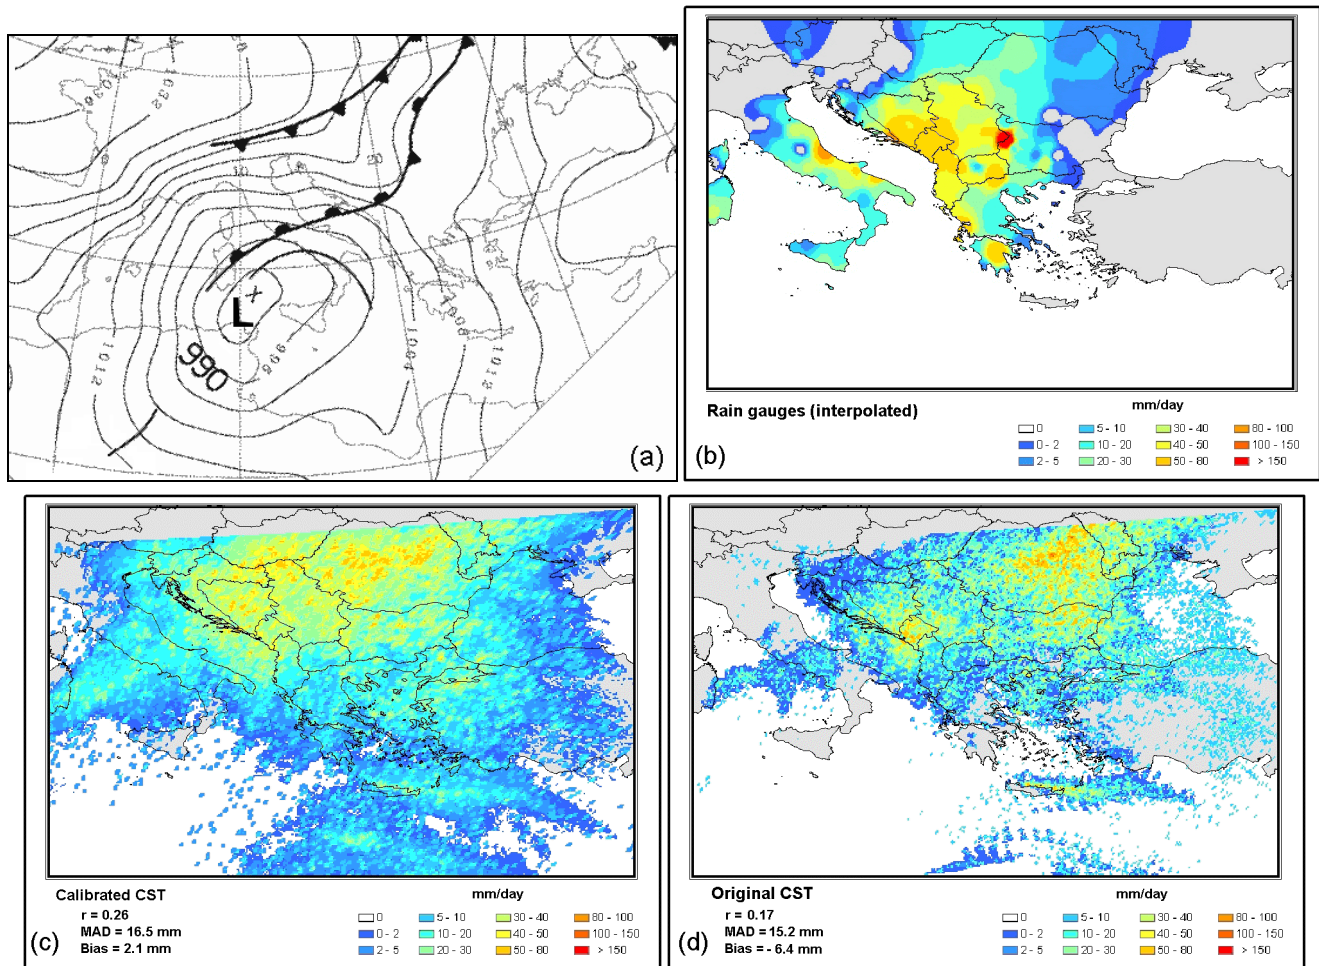 1012
990
996
1004
1008
1012
L
(a)
Rain gauges (interpolated)
mm/day
0
5 - 10
30 - 40
80 - 100
0 - 2
10 - 20
40 - 50
100 - 150
2 - 5
20 - 30
50 - 80
> 150
(b)
Calibrated CST
mm/day
r = 0.26
MAD = 16.5 mm
Bias = 2.1 mm
0
5 - 10
30 - 40
80 - 100
0 - 2
10 - 20
40 - 50
100 - 150
2 - 5
20 - 30
50 - 80
> 150
(c)
Original CST
mm/day
r = 0.17
MAD = 15.2 mm
Bias = - 6.4 mm
0
5 - 10
30 - 40
80 - 100
0 - 2
10 - 20
40 - 50
100 - 150
2 - 5
20 - 30
50 - 80
> 150
(d)